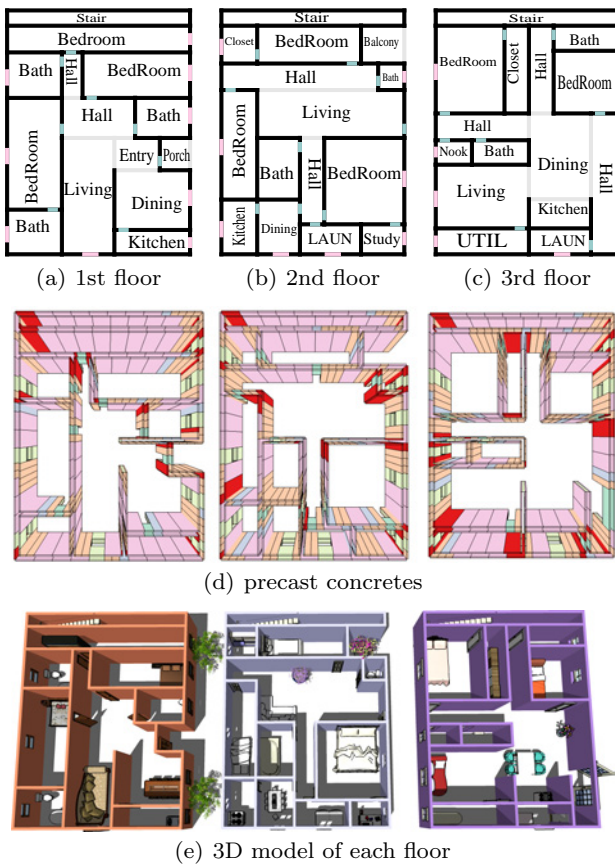 Stair
Bedroom
Bath
Hall
BedRoom
Hall
Bath
BedRoom
Entry
Porch
Living
Dining
Bath
Kitchen
(a) 1st floor
Stair
Closet
BedRoom
Balcony
Hall
Bath
Living
BedRoom
Bath
Hall
BedRoom
Kitchen
Dining
LAUN
Study
(b) 2nd floor
Stair
BedRoom
Closet
Hall
Bath
BedRoom
Hall
Nook
Bath
Dining
Hall
Living
Kitchen
UTIL
LAUN
(c) 3rd floor
(d) precast concretes
(e) 3D model of each floor